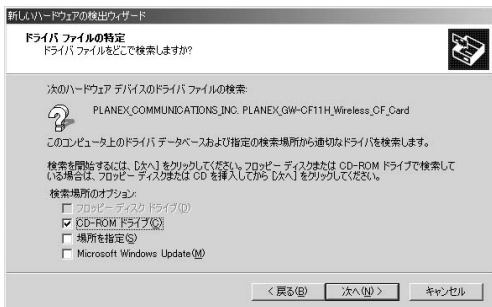 新しいハードウェアの検出ウィザード
ドライバ ファイルの特定
ドライバ ファイルをどこで検索しますか?
次のハードウェア デバイスのドライバ ファイルの検索:
PLANEX_COMMUNICATIONS_INC. PLANEX_GW-CF11H_Wireless_CF_Card
このコンピュータ上のドライバ データベースおよび指定の検索場所から適切なドライバを検索します。
検索を開始するには、[次へ] をクリックしてください。フロッピー ディスクまたは CD-ROM ドライブで検索して
いる場合は、フロッピー ディスクまたは CD を挿入してから [次へ] をクリックしてください。
検索場所のオプション:
フロッピー ディスク ドライブ(D)
CD-ROM ドライブ(C)
場所を指定(S)
Microsoft Windows Update(M)
< 戻る(B)
次へ(N) >
キャンセル